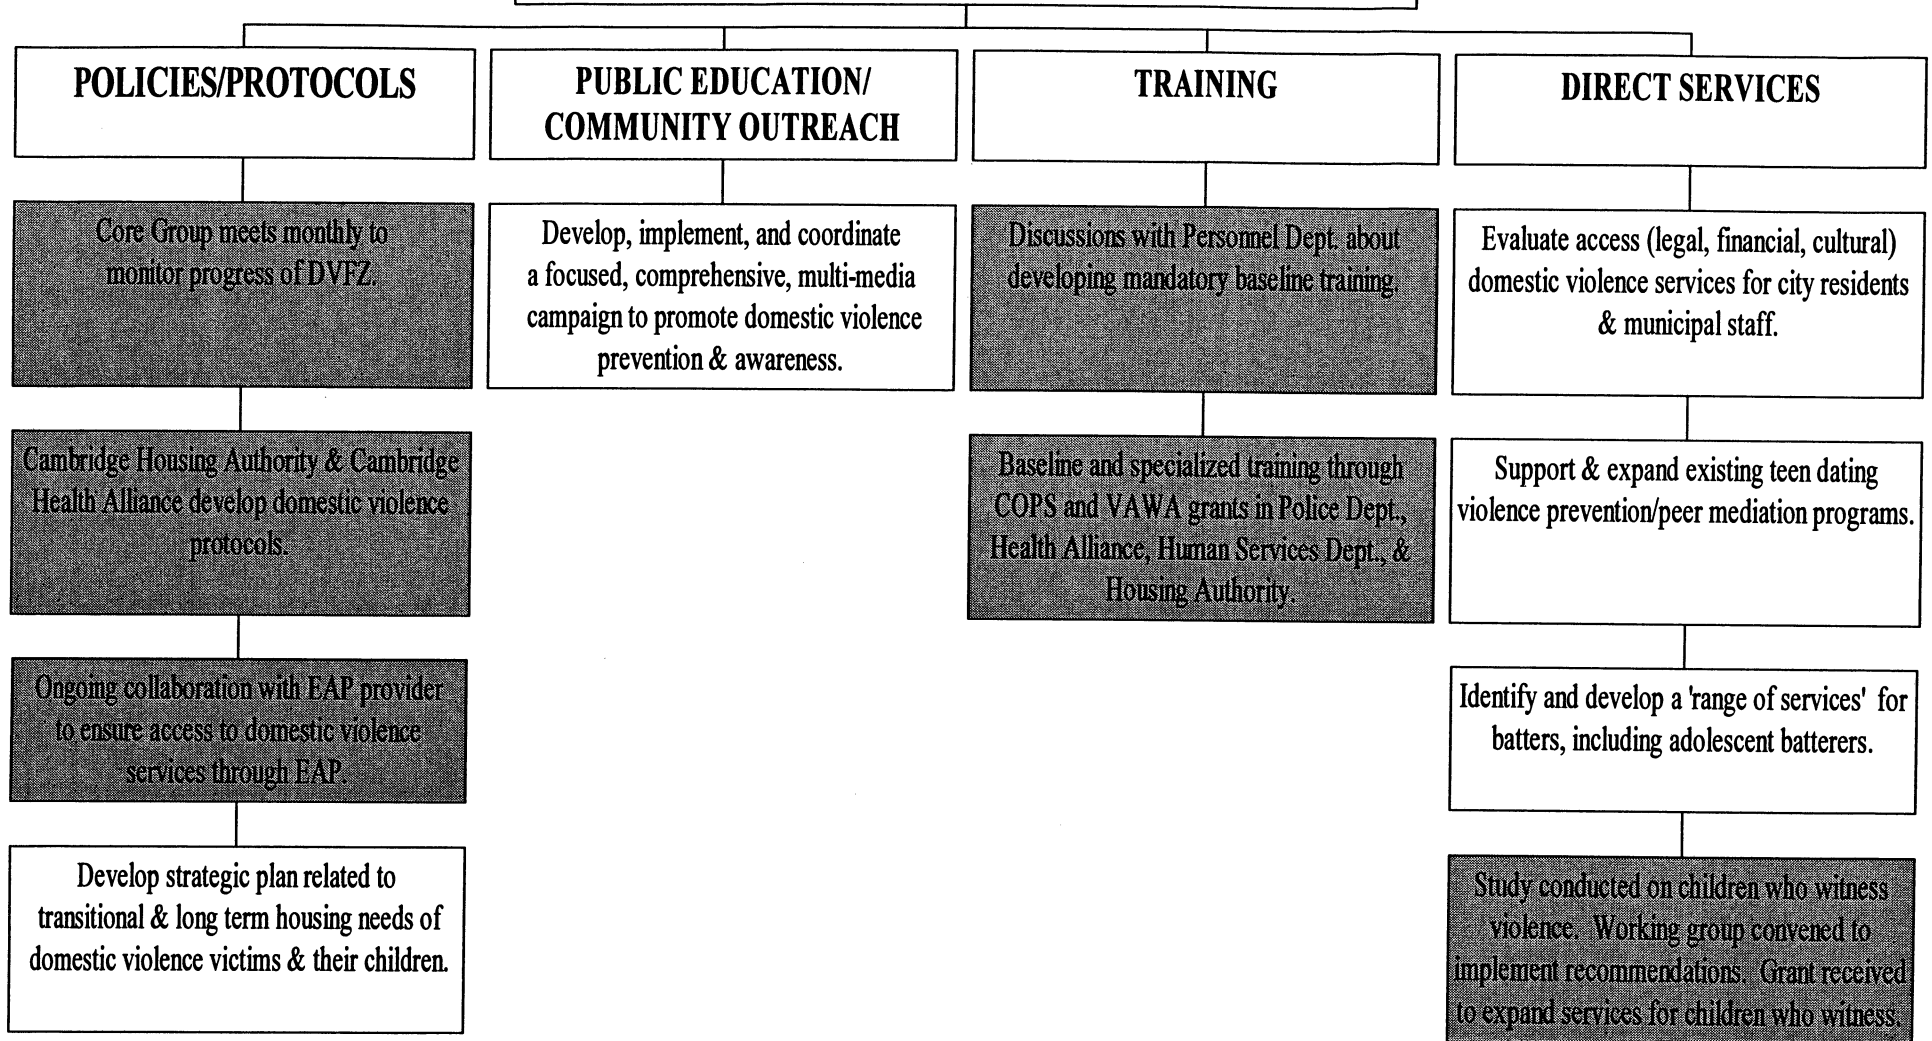 POLICIES/PROTOCOLS
Core Group meets monthly to
monitor progress of DVFZ.
Cambridge Housing Authority & Cambridge
Health Alliance develop domestic violence
protocols.
Ongoing collaboration with EAP provider
to ensure access to domestic violence
services through EAP.
Develop strategic plan related to
transitional & long term housing needs of
domestic violence victims & their children.
PUBLIC EDUCATION/
COMMUNITY OUTREACH
Develop, implement, and coordinate
a focused, comprehensive, multi-media
campaign to promote domestic violence
prevention & awareness.
TRAINING
Discussions with Personnel Dept. about
developing mandatory baseline training.
Baseline and specialized training through
COPS and VAWA grants in Police Dept.,
Health Alliance, Human Services Dept., &
Housing Authority.
DIRECT SERVICES
Evaluate access (legal, financial, cultural)
domestic violence services for city residents
& municipal staff.
Support & expand existing teen dating
violence prevention/peer mediation programs.
Identify and develop a 'range of services' for
batters, including adolescent batterers.
Study conducted on children who witness
violence. Working group convened to
implement recommendations. Grant received
to expand services for children who witness.